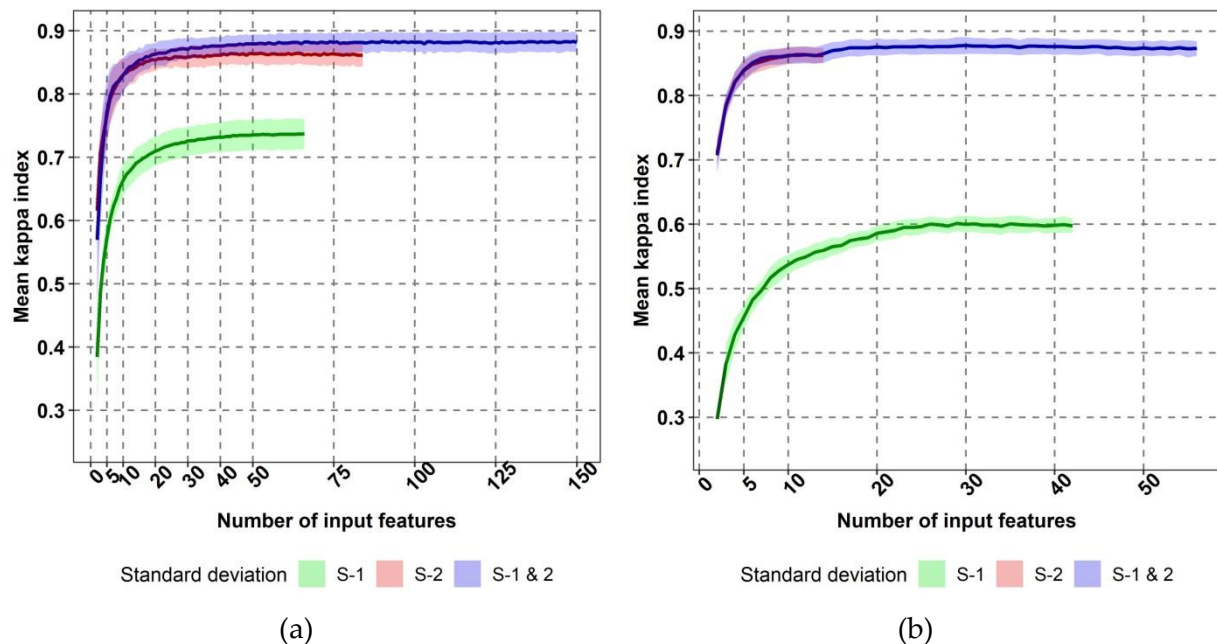 0.9
0.8
0.7
0.6
0.5
0.4
0.3
Mean kappa index
0 5 10 20 30 40 50 75 100 125 150
Number of input features
Standard deviation S-1 S-2 S-1 & 2
(a)
0.9
0.8
0.7
0.6
0.5
0.4
0.3
Mean kappa index
0 5 10 20 30 40 50
Number of input features
Standard deviation S-1 S-2 S-1 & 2
(b)